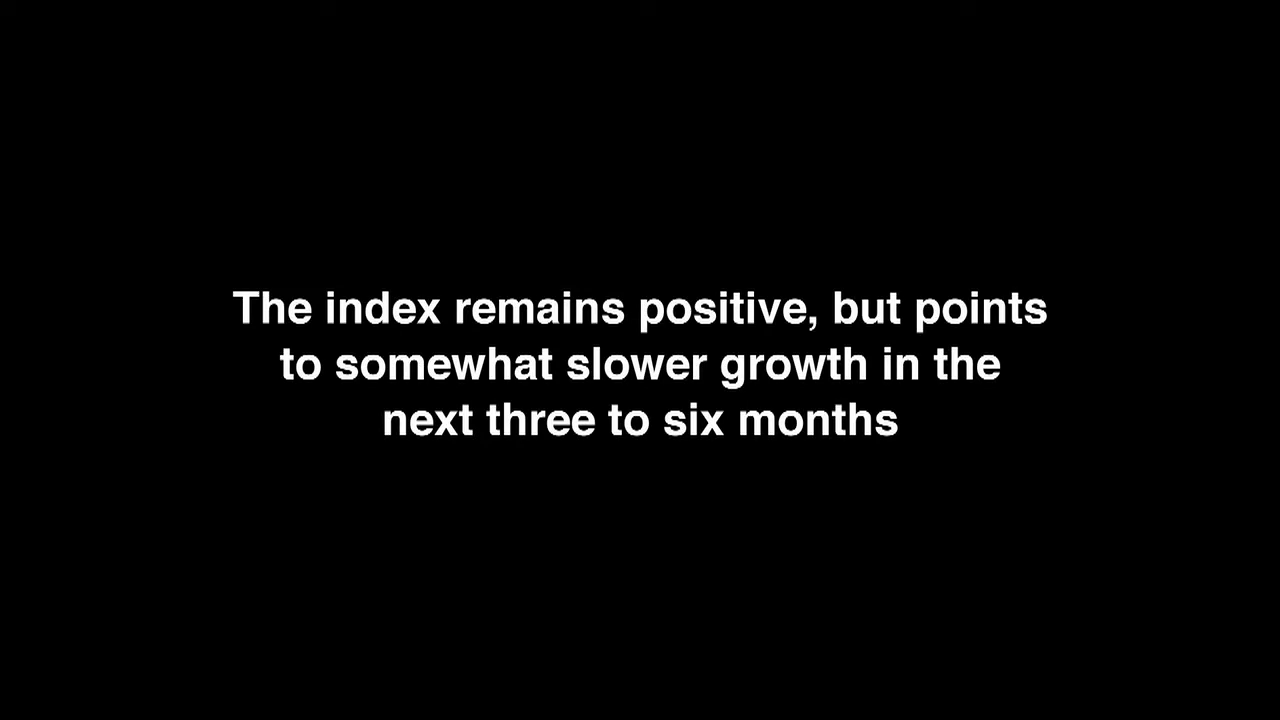 The index remains positive, but points
to somewhat slower growth in the
next three to six months